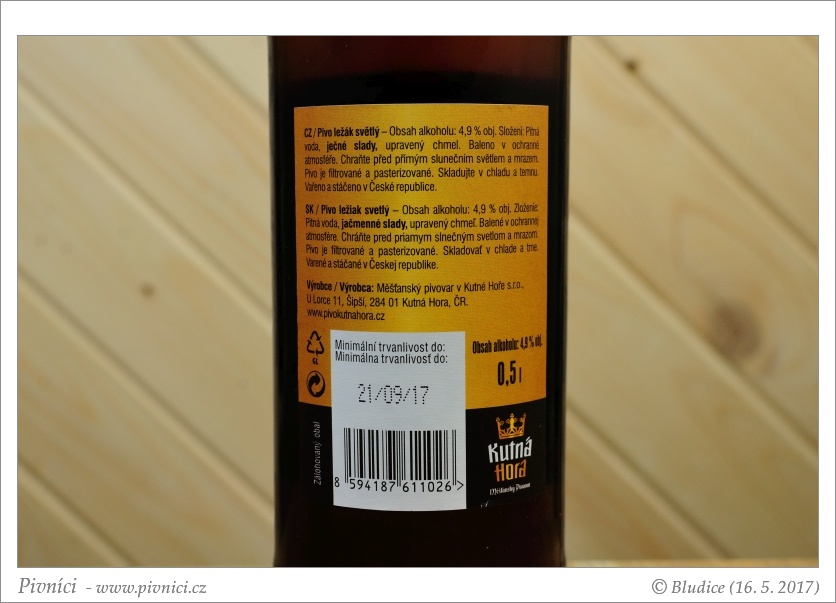 CZ / Pivo ležák světlý – Obsah alkoholu: 4,9 % obj. Složení: Pitná
voda, ječné slady, upravený chmel. Baleno v ochranné
atmosféře. Chraňte před přímým slunečním světlem a mrazem.
Pivo je filtrované a pasterizované. Skladujte v chladu a temnu.
Vařeno a stáčeno v České republice.
SK / Pivo ležiak svetlý – Obsah alkoholu: 4,9 % obj. Zloženie:
Pitná voda, jačmenné slady, upravený chmeľ. Balené v ochrannej
atmosfére. Chráňte pred priamym slnečným svetlom a mrazom.
Pivo je filtrované a pasterizované. Skladovať v chlade a tme.
Varené a stáčané v Českej republike.
Výrobce / Výrobca: Měšťanský pivovar v Kutné Hoře s.r.o.,
U Lorce 11, Šipší, 284 01 Kutná Hora, ČR.
www.pivokutnahora.cz
Minimální trvanlivost do:
Minimálna trvanlivosť do:
21/09/17
Obsah alkoholu: 4,9 % obj.
0,5 l
GL
Zálohovaný obal
8 594187 611026 >
Kutná
Hora
Měšťanský Pivovar
Pivníci - www.pivnici.cz
© Bludice (16. 5. 2017)